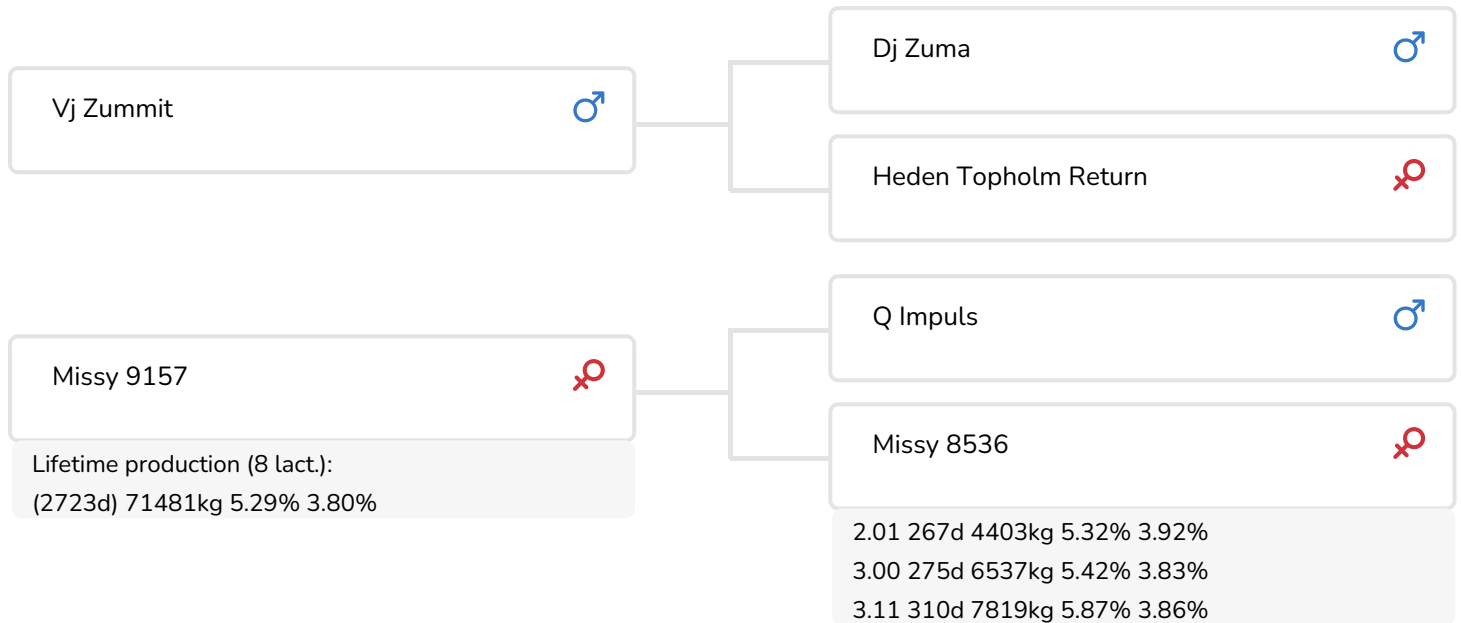 Vj Zummit
Dj Zuma
Heden Topholm Return
Missy 9157
Lifetime production (8 lact.):
(2723d) 71481kg 5.29% 3.80%
Q Impuls
Missy 8536
2.01 267d 4403kg 5.32% 3.92%
3.00 275d 6537kg 5.42% 3.83%
3.11 310d 7819kg 5.87% 3.86%